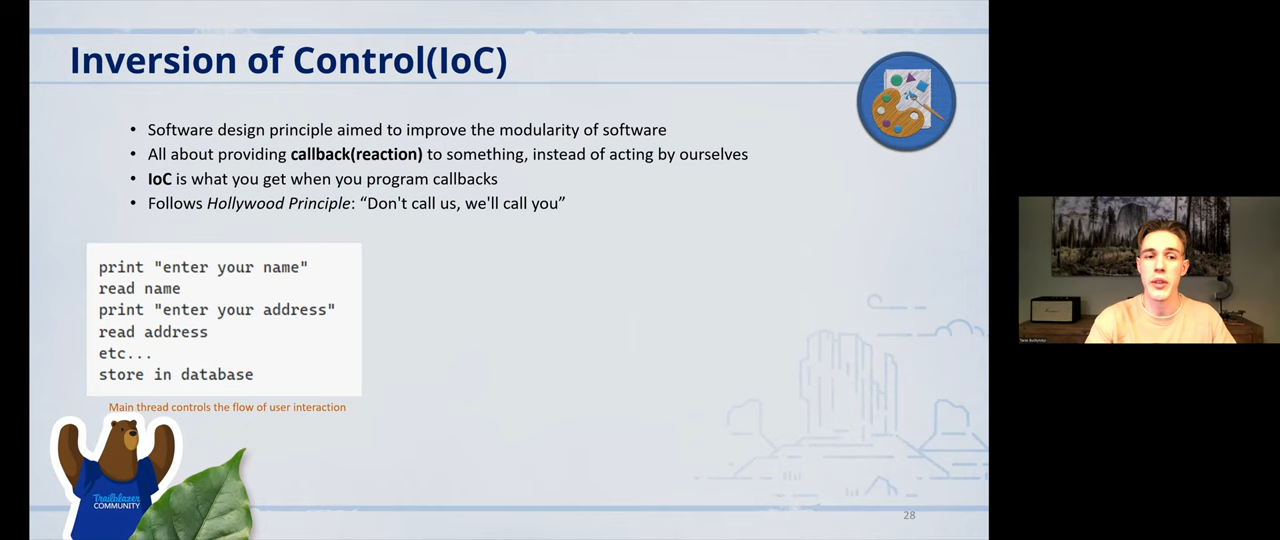 Inversion of Control(IoC)
• Software design principle aimed to improve the modularity of software
• All about providing callback(reaction) to something, instead of acting by ourselves
• IoC is what you get when you program callbacks
• Follows Hollywood Principle: “Don't call us, we'll call you”
print "enter your name"
read name
print "enter your address"
read address
etc...
store in database
Main thread controls the flow of user interaction
Trailblazer
COMMUNITY
28